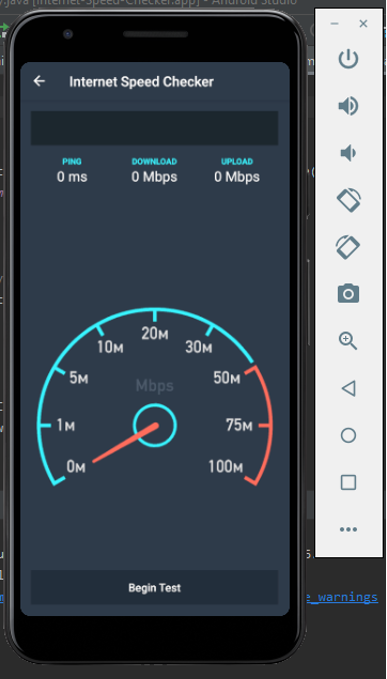 y.java [Internet-Speed-Checker.app] - Android Studio
Internet Speed Checker
PING DOWNLOAD UPLOAD
0 ms 0 Mbps 0 Mbps
20M
10M 30M
5M 50M
Mbps
1M 75M
0M 100M
Begin Test
e_warnings